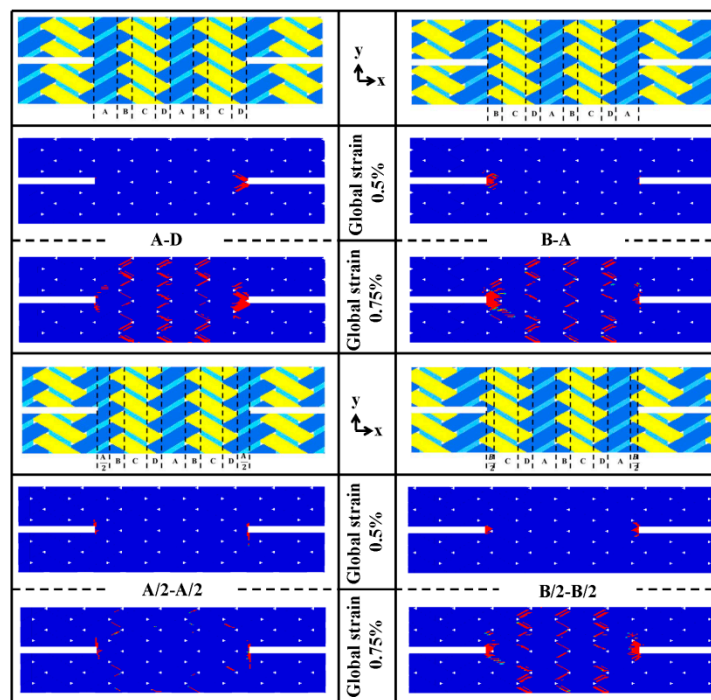 y
x
A B C D A B C D
B C D A B C D A
Global strain
0.5%
A-D
B-A
Global strain
0.75%
y
x
A/2 B C D A B C D A/2
B/2 C D A B C D A B/2
Global strain
0.5%
A/2-A/2
B/2-B/2
Global strain
0.75%